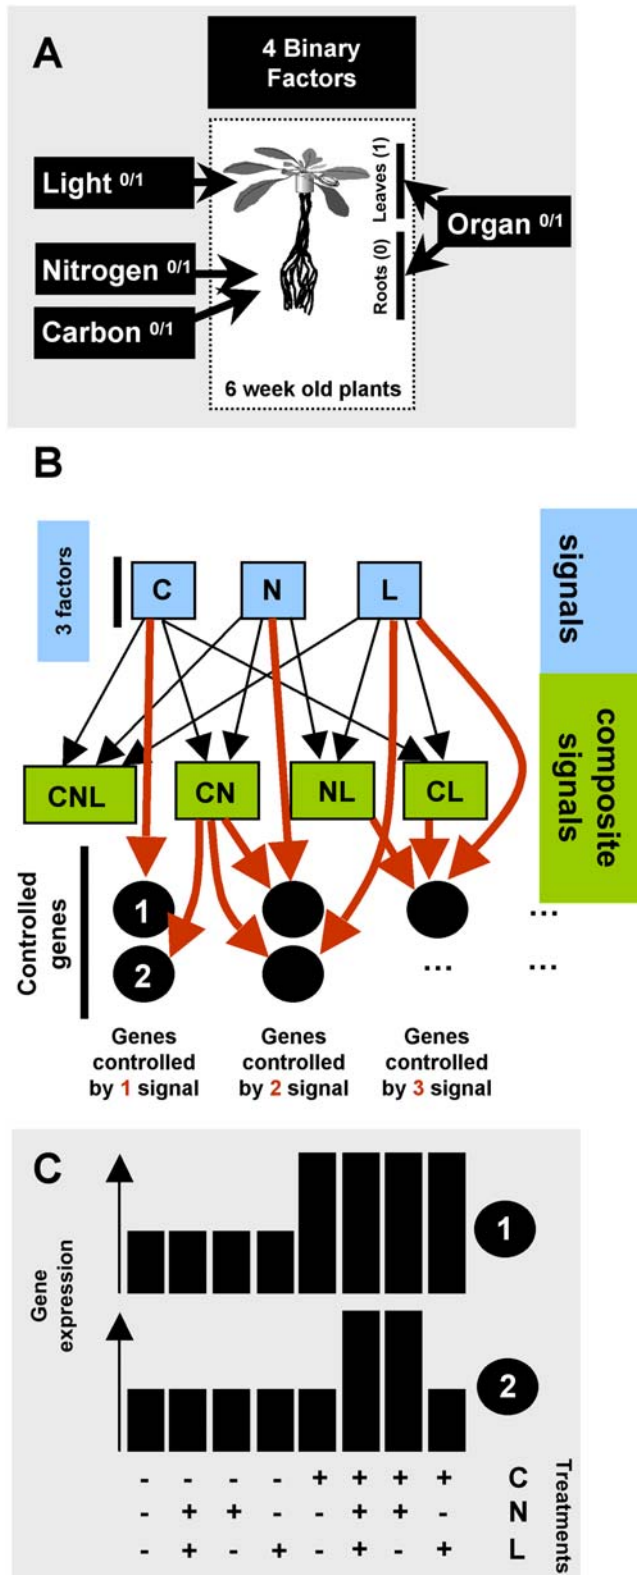 A
4 Binary
Factors
Light 0/1
Nitrogen 0/1
Carbon 0/1
Leaves (1)
Roots (0)
Organ 0/1
6 week old plants
B
3 factors
C N L
signals
CNL CN NL CL
composite
signals
Controlled
genes
1
...
2
... ...
Genes
controlled
by 1 signal
Genes
controlled
by 2 signal
Genes
controlled
by 3 signal
C
Gene
expression
1
2
- - - - + + + + C
- + + - - + + - N
- + - + - + - + L
Treatments